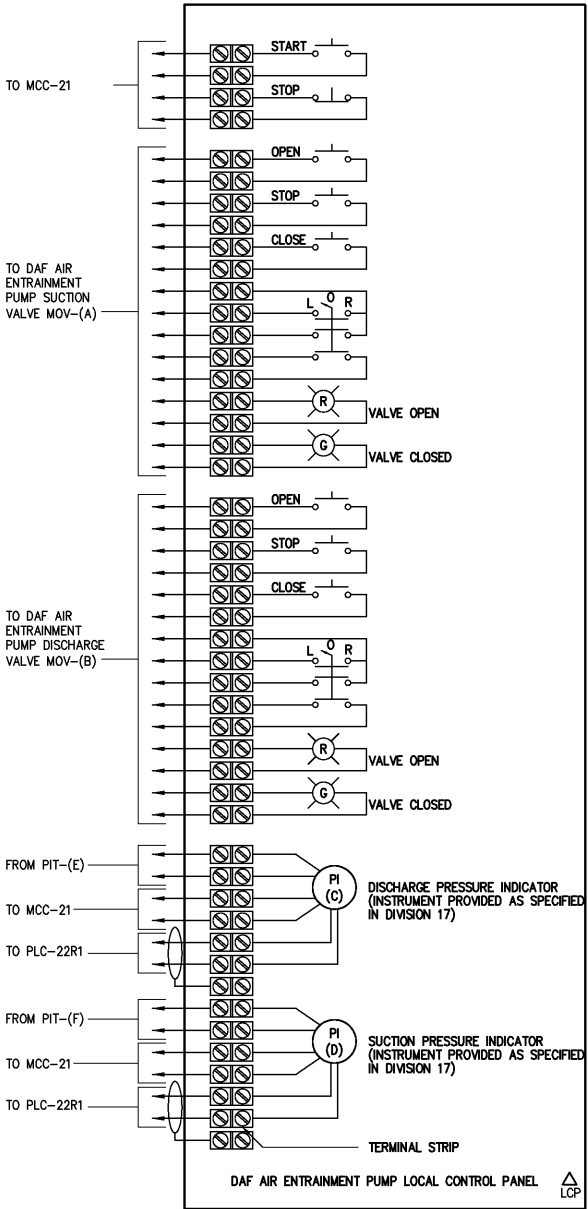 START
TO MCC-21
STOP
OPEN
STOP
CLOSE
TO DAF AIR
ENTRAINMENT
PUMP SUCTION
VALVE MOV-(A)
L O R
R
VALVE OPEN
G
VALVE CLOSED
OPEN
STOP
CLOSE
TO DAF AIR
ENTRAINMENT
PUMP DISCHARGE
VALVE MOV-(B)
L O R
R
VALVE OPEN
G
VALVE CLOSED
FROM PIT-(E)
TO MCC-21
TO PLC-22R1
PI
(C)
DISCHARGE PRESSURE INDICATOR
(INSTRUMENT PROVIDED AS SPECIFIED
IN DIVISION 17)
FROM PIT-(F)
TO MCC-21
TO PLC-22R1
PI
(D)
SUCTION PRESSURE INDICATOR
(INSTRUMENT PROVIDED AS SPECIFIED
IN DIVISION 17)
TERMINAL STRIP
DAF AIR ENTRAINMENT PUMP LOCAL CONTROL PANEL
LCP